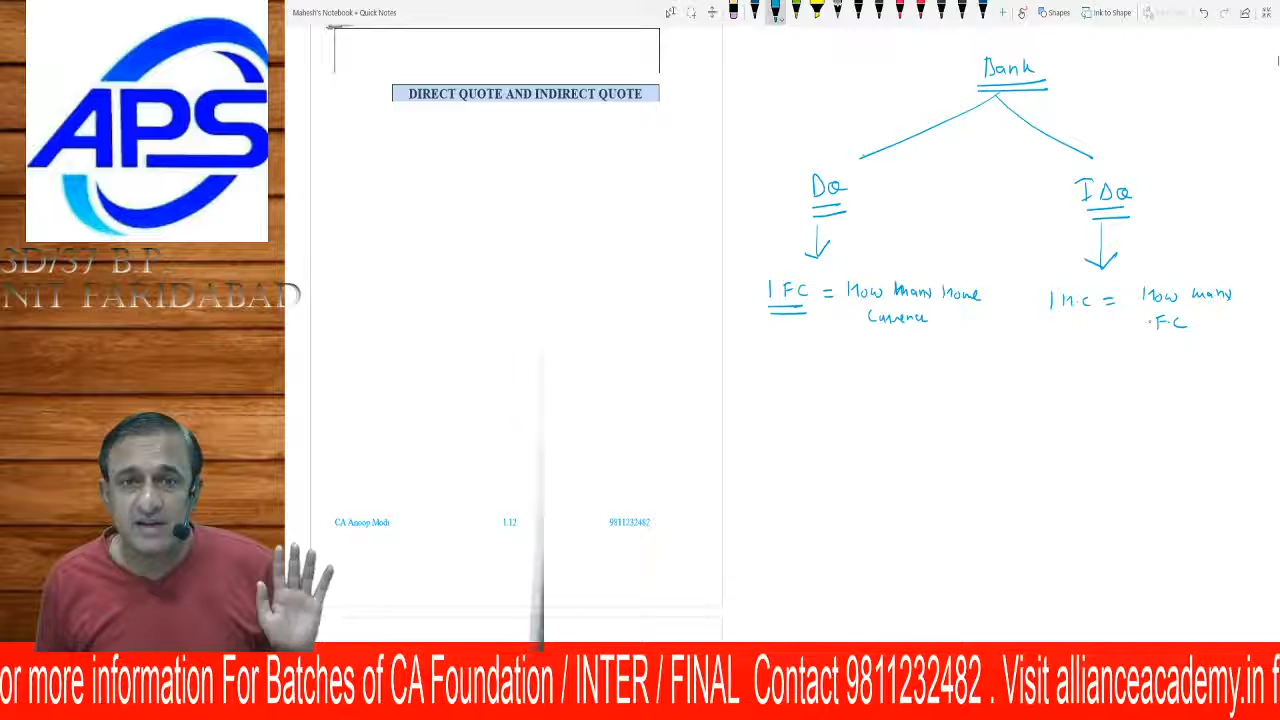 Mahesh's Notebook » Quick Notes
Shapes
Ink to Shape
APS
3D/37 B.P.
NIT FARIDABAD
DIRECT QUOTE AND INDIRECT QUOTE
Bank
DQ
IDQ
1 FC = How Many Home
Currence
1 H.C = How many
F.C
CA Anoop Modi
1.12
9811232482
or more information For Batches of CA Foundation / INTER / FINAL Contact 9811232482 . Visit allianceacademy.in f